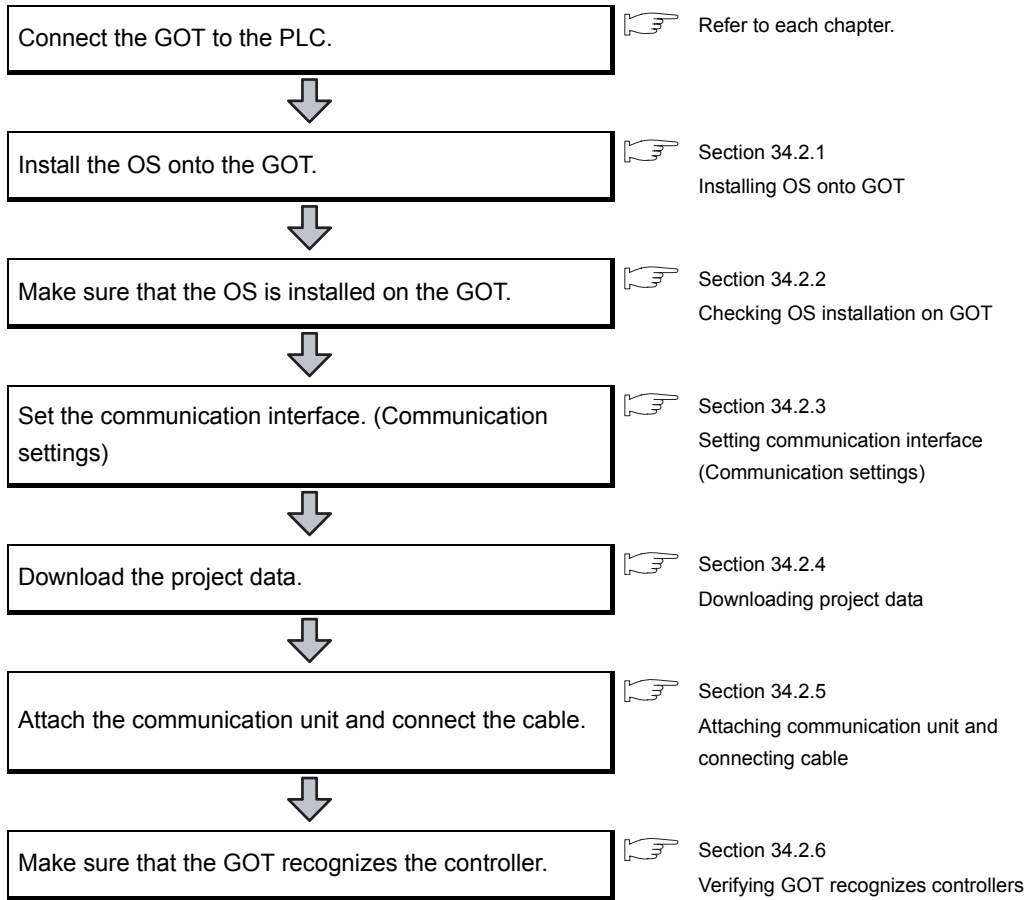 Connect the GOT to the PLC.
Refer to each chapter.
Install the OS onto the GOT.
Section 34.2.1
Installing OS onto GOT
Make sure that the OS is installed on the GOT.
Section 34.2.2
Checking OS installation on GOT
Set the communication interface. (Communication
settings)
Section 34.2.3
Setting communication interface
(Communication settings)
Download the project data.
Section 34.2.4
Downloading project data
Attach the communication unit and connect the cable.
Section 34.2.5
Attaching communication unit and
connecting cable
Make sure that the GOT recognizes the controller.
Section 34.2.6
Verifying GOT recognizes controllers